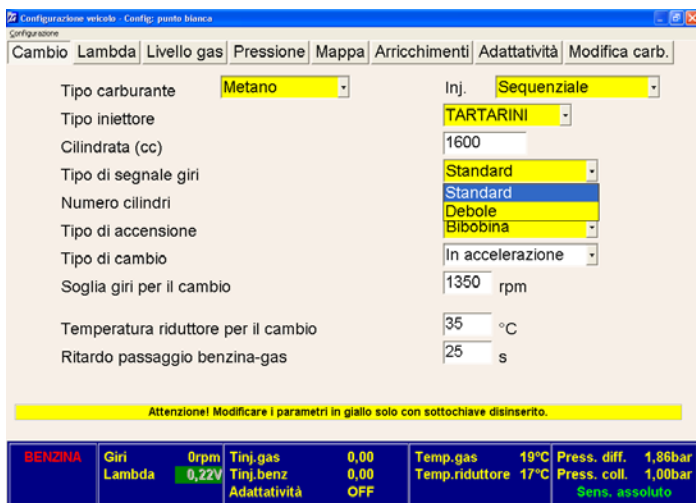 Configurazione veicolo - Config: punto bianca
Configurazione
Cambio Lambda Livello gas Pressione Mappa Arricchimenti Adattatività Modifica carb.
Tipo carburante Metano Inj. Sequenziale
Tipo iniettore TARTARINI
Cilindrata (cc) 1600
Tipo di segnale giri Standard
Standard
Numero cilindri Debole
Tipo di accensione Bibobina
Tipo di cambio In accelerazione
Soglia giri per il cambio 1350 rpm
Temperatura riduttore per il cambio 35 °C
Ritardo passaggio benzina-gas 25 s
Attenzione! Modificare i parametri in giallo solo con sottochiave disinserito.
BENZINA Giri 0rpm Tinj.gas 0,00 Temp.gas 19ºC Press. diff. 1,86bar
Lambda 0,22V Tinj.benz 0,00 Temp.riduttore 17ºC Press. coll. 1,00bar
Adattatività OFF Sens. assoluto